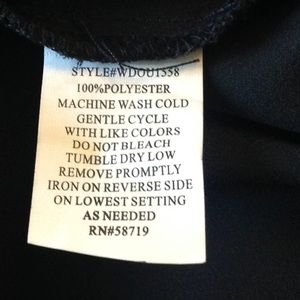 STYLE#WDOU1558
100%POLYESTER
MACHINE WASH COLD
GENTLE CYCLE
WITH LIKE COLORS
DO NOT BLEACH
TUMBLE DRY LOW
REMOVE PROMPTLY
IRON ON REVERSE SIDE
ON LOWEST SETTING
AS NEEDED
RN#58719